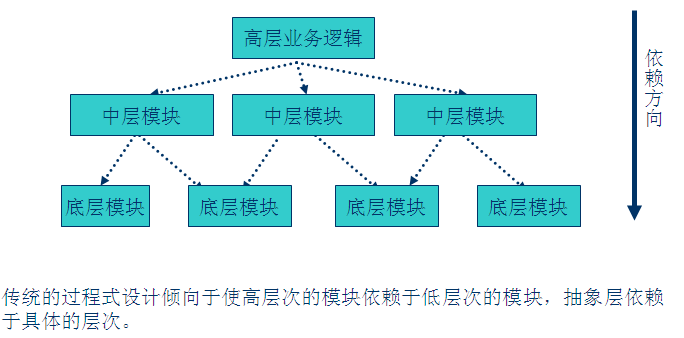 高层业务逻辑
依赖方向
中层模块
中层模块
中层模块
底层模块
底层模块
底层模块
底层模块
传统的过程式设计倾向于使高层次的模块依赖于低层次的模块，抽象层依赖
于具体的层次。